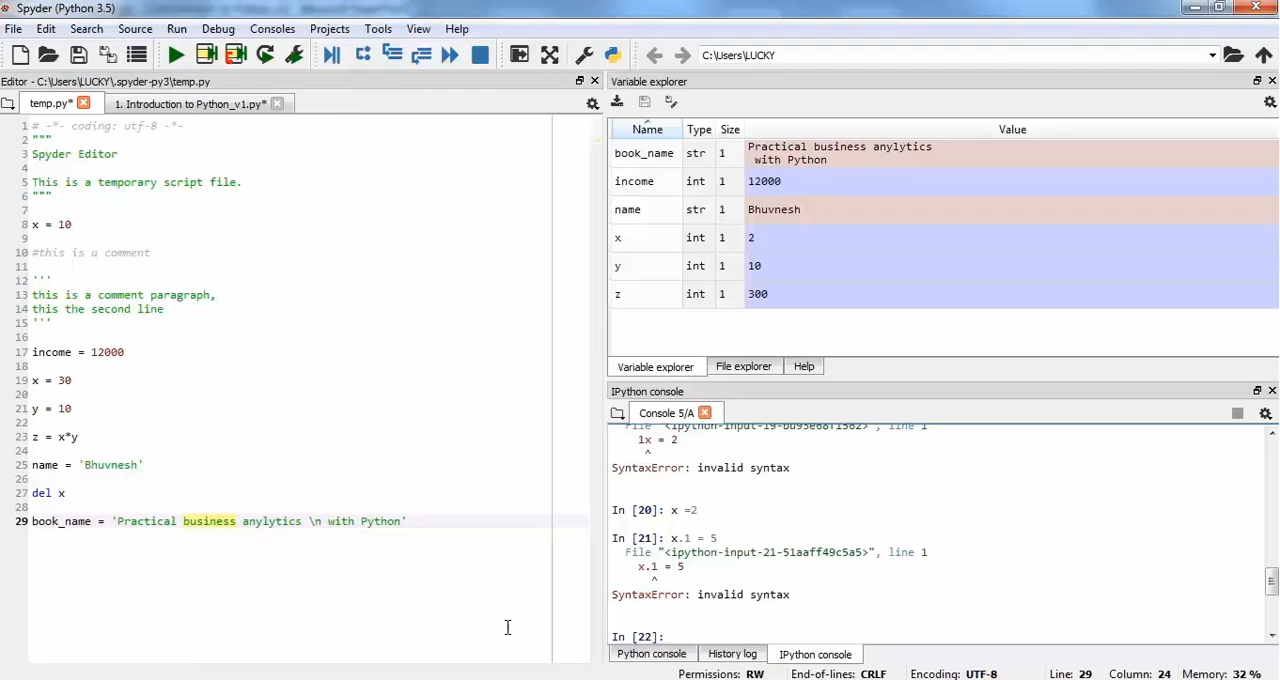 Spyder (Python 3.5)
File Edit Search Source Run Debug Consoles Projects Tools View Help
C:\Users\LUCKY
Editor - C:\Users\LUCKY\.spyder-py3\temp.py
temp.py* 1. Introduction to Python_v1.py*
1 # -*- coding: utf-8 -*-
2 """
3 Spyder Editor
4
5 This is a temporary script file.
6 """
7
8 x = 10
9
10 #this is a comment
11
12 '''
13 this is a comment paragraph,
14 this the second line
15 '''
16
17 income = 12000
18
19 x = 30
20
21 y = 10
22
23 z = x*y
24
25 name = 'Bhuvnesh'
26
27 del x
28
29 book_name = 'Practical business anylytics \n with Python'
Variable explorer
Name Type Size Value
book_name str 1 Practical business anylytics
with Python
income int 1 12000
name str 1 Bhuvnesh
x int 1 2
y int 1 10
z int 1 300
Variable explorer File explorer Help
IPython console
Console 5/A
1x = 2
^
SyntaxError: invalid syntax
In [20]: x =2
In [21]: x.1 = 5
File "<ipython-input-21-51aaff49c5a5>", line 1
x.1 = 5
^
SyntaxError: invalid syntax
In [22]:
Python console History log IPython console
Permissions: RW End-of-lines: CRLF Encoding: UTF-8 Line: 29 Column: 24 Memory: 32 %